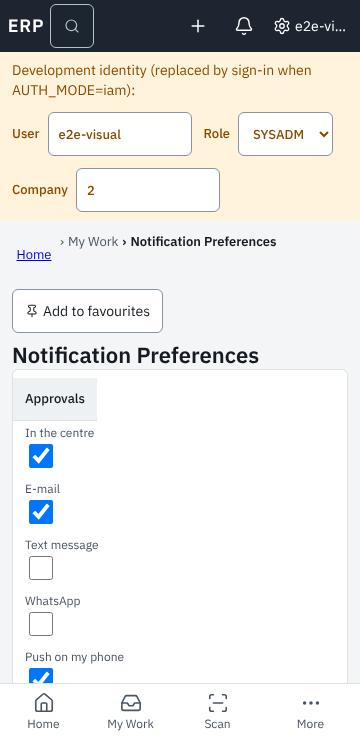 ERP
e2e-vi...
Development identity (replaced by sign-in when
AUTH_MODE=iam):
User e2e-visual Role SYSADM
Company 2
Home › My Work › Notification Preferences
Add to favourites
Notification Preferences
Approvals
In the centre
E-mail
Text message
WhatsApp
Push on my phone
Home My Work Scan More